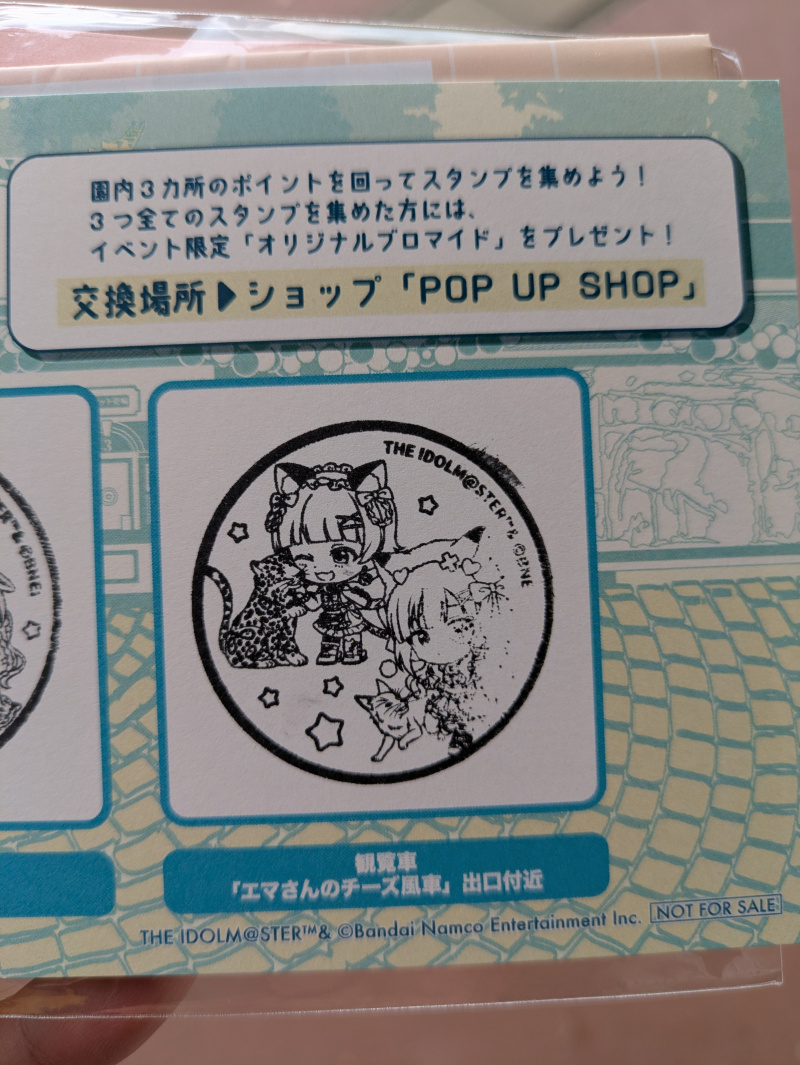 園内3カ所のポイントを回ってスタンプを集めよう！
3つ全てのスタンプを集めた方には、
イベント限定「オリジナルブロマイド」をプレゼント！
交換場所▶ショップ「POP UP SHOP」
THE IDOLM@STER™& ©BNE
STER™& ©BNEI
観覧車
「エマさんのチーズ風車」出口付近
THE IDOLM@STER™& ©Bandai Namco Entertainment Inc.
NOT FOR SALE